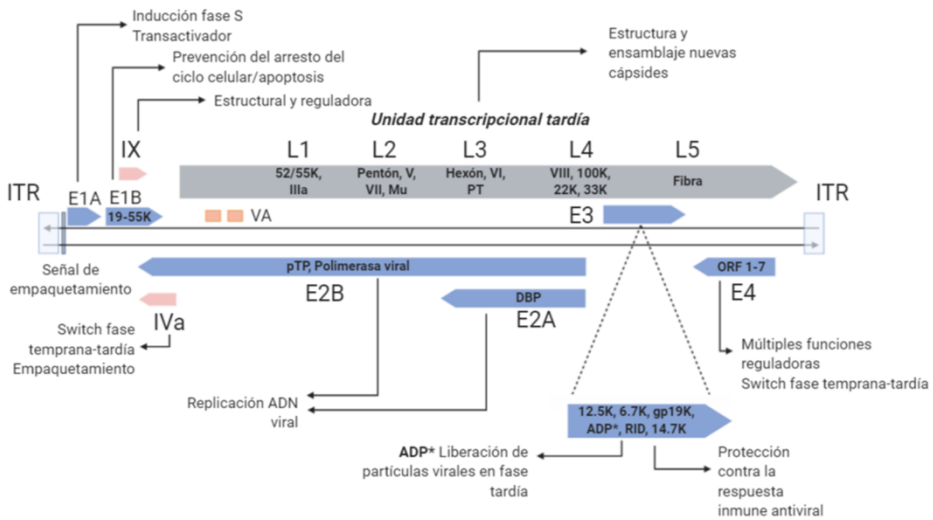 Inducción fase S
Transactivador
Prevención del arresto del
ciclo celular/apoptosis
Estructural y reguladora
Estructura y
ensamblaje nuevas
cápsides
Unidad transcripcional tardía
IX
L1
L2
L3
L4
L5
52/55K,
IIIa
Pentón, V,
VII, Mu
Hexón, VI,
PT
VIII, 100K,
22K, 33K
Fibra
ITR
E1A
E1B
19-55K
VA
E3
ITR
Señal de
empaquetamiento
pTP, Polimerasa viral
E2B
DBP
E2A
ORF 1-7
E4
IVa
Switch fase
temprana-tardía
Empaquetamiento
Múltiples funciones
reguladoras
Switch fase temprana-tardía
Replicación ADN
viral
12.5K, 6.7K, gp19K,
ADP*, RID, 14.7K
ADP* Liberación de
partículas virales en fase
tardía
Protección
contra la
respuesta
inmune antiviral